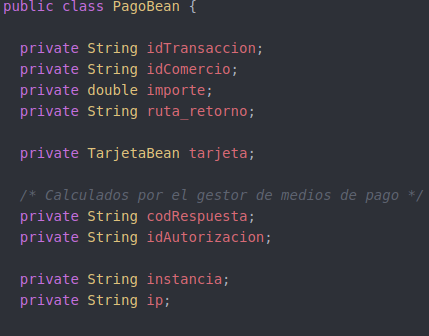 public class PagoBean {
private String idTransaccion;
private String idComercio;
private double importe;
private String ruta_retorno;
private TarjetaBean tarjeta;
/* Calculados por el gestor de medios de pago */
private String codRespuesta;
private String idAutorizacion;
private String instancia;
private String ip;